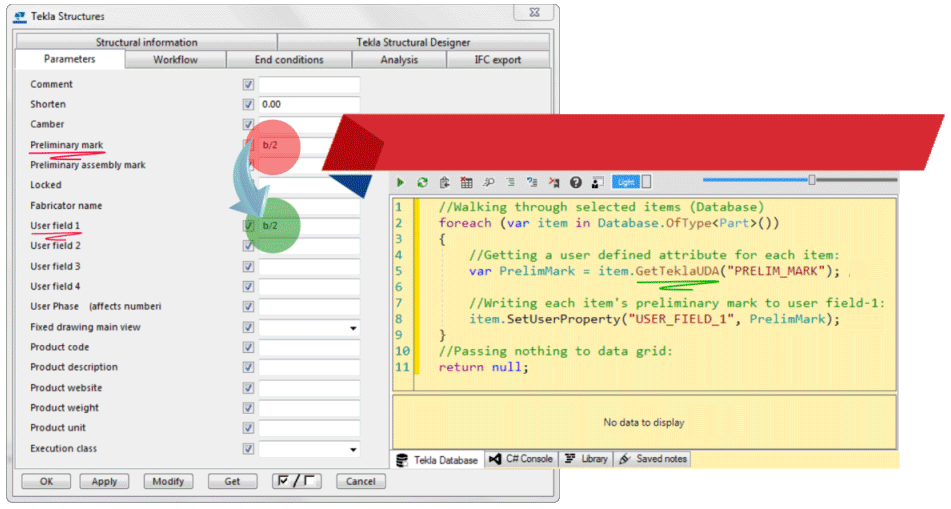 Tekla Structures
Structural information
Tekla Structural Designer
Parameters
Workflow
End conditions
Analysis
IFC export
Comment
Shorten 0.00
Camber
Preliminary mark b/2
Preliminary assembly mark
Locked
Fabricator name
User field 1 b/2
User field 2
User field 3
User field 4
User Phase (affects numberi
Fixed drawing main view
Product code
Product description
Product website
Product weight
Product unit
Execution class
OK
Apply
Modify
Get
/
Cancel
Light
1 //Walking through selected items (Database)
2 foreach (var item in Database.OfType<Part>())
3 {
4 //Getting a user defined attribute for each item:
5 var PrelimMark = item.GetTeklaUDA("PRELIM_MARK");
6
7 //Writing each item's preliminary mark to user field-1:
8 item.SetUserProperty("USER_FIELD_1", PrelimMark);
9 }
10 //Passing nothing to data grid:
11 return null;
No data to display
Tekla Database
C# Console
Library
Saved notes